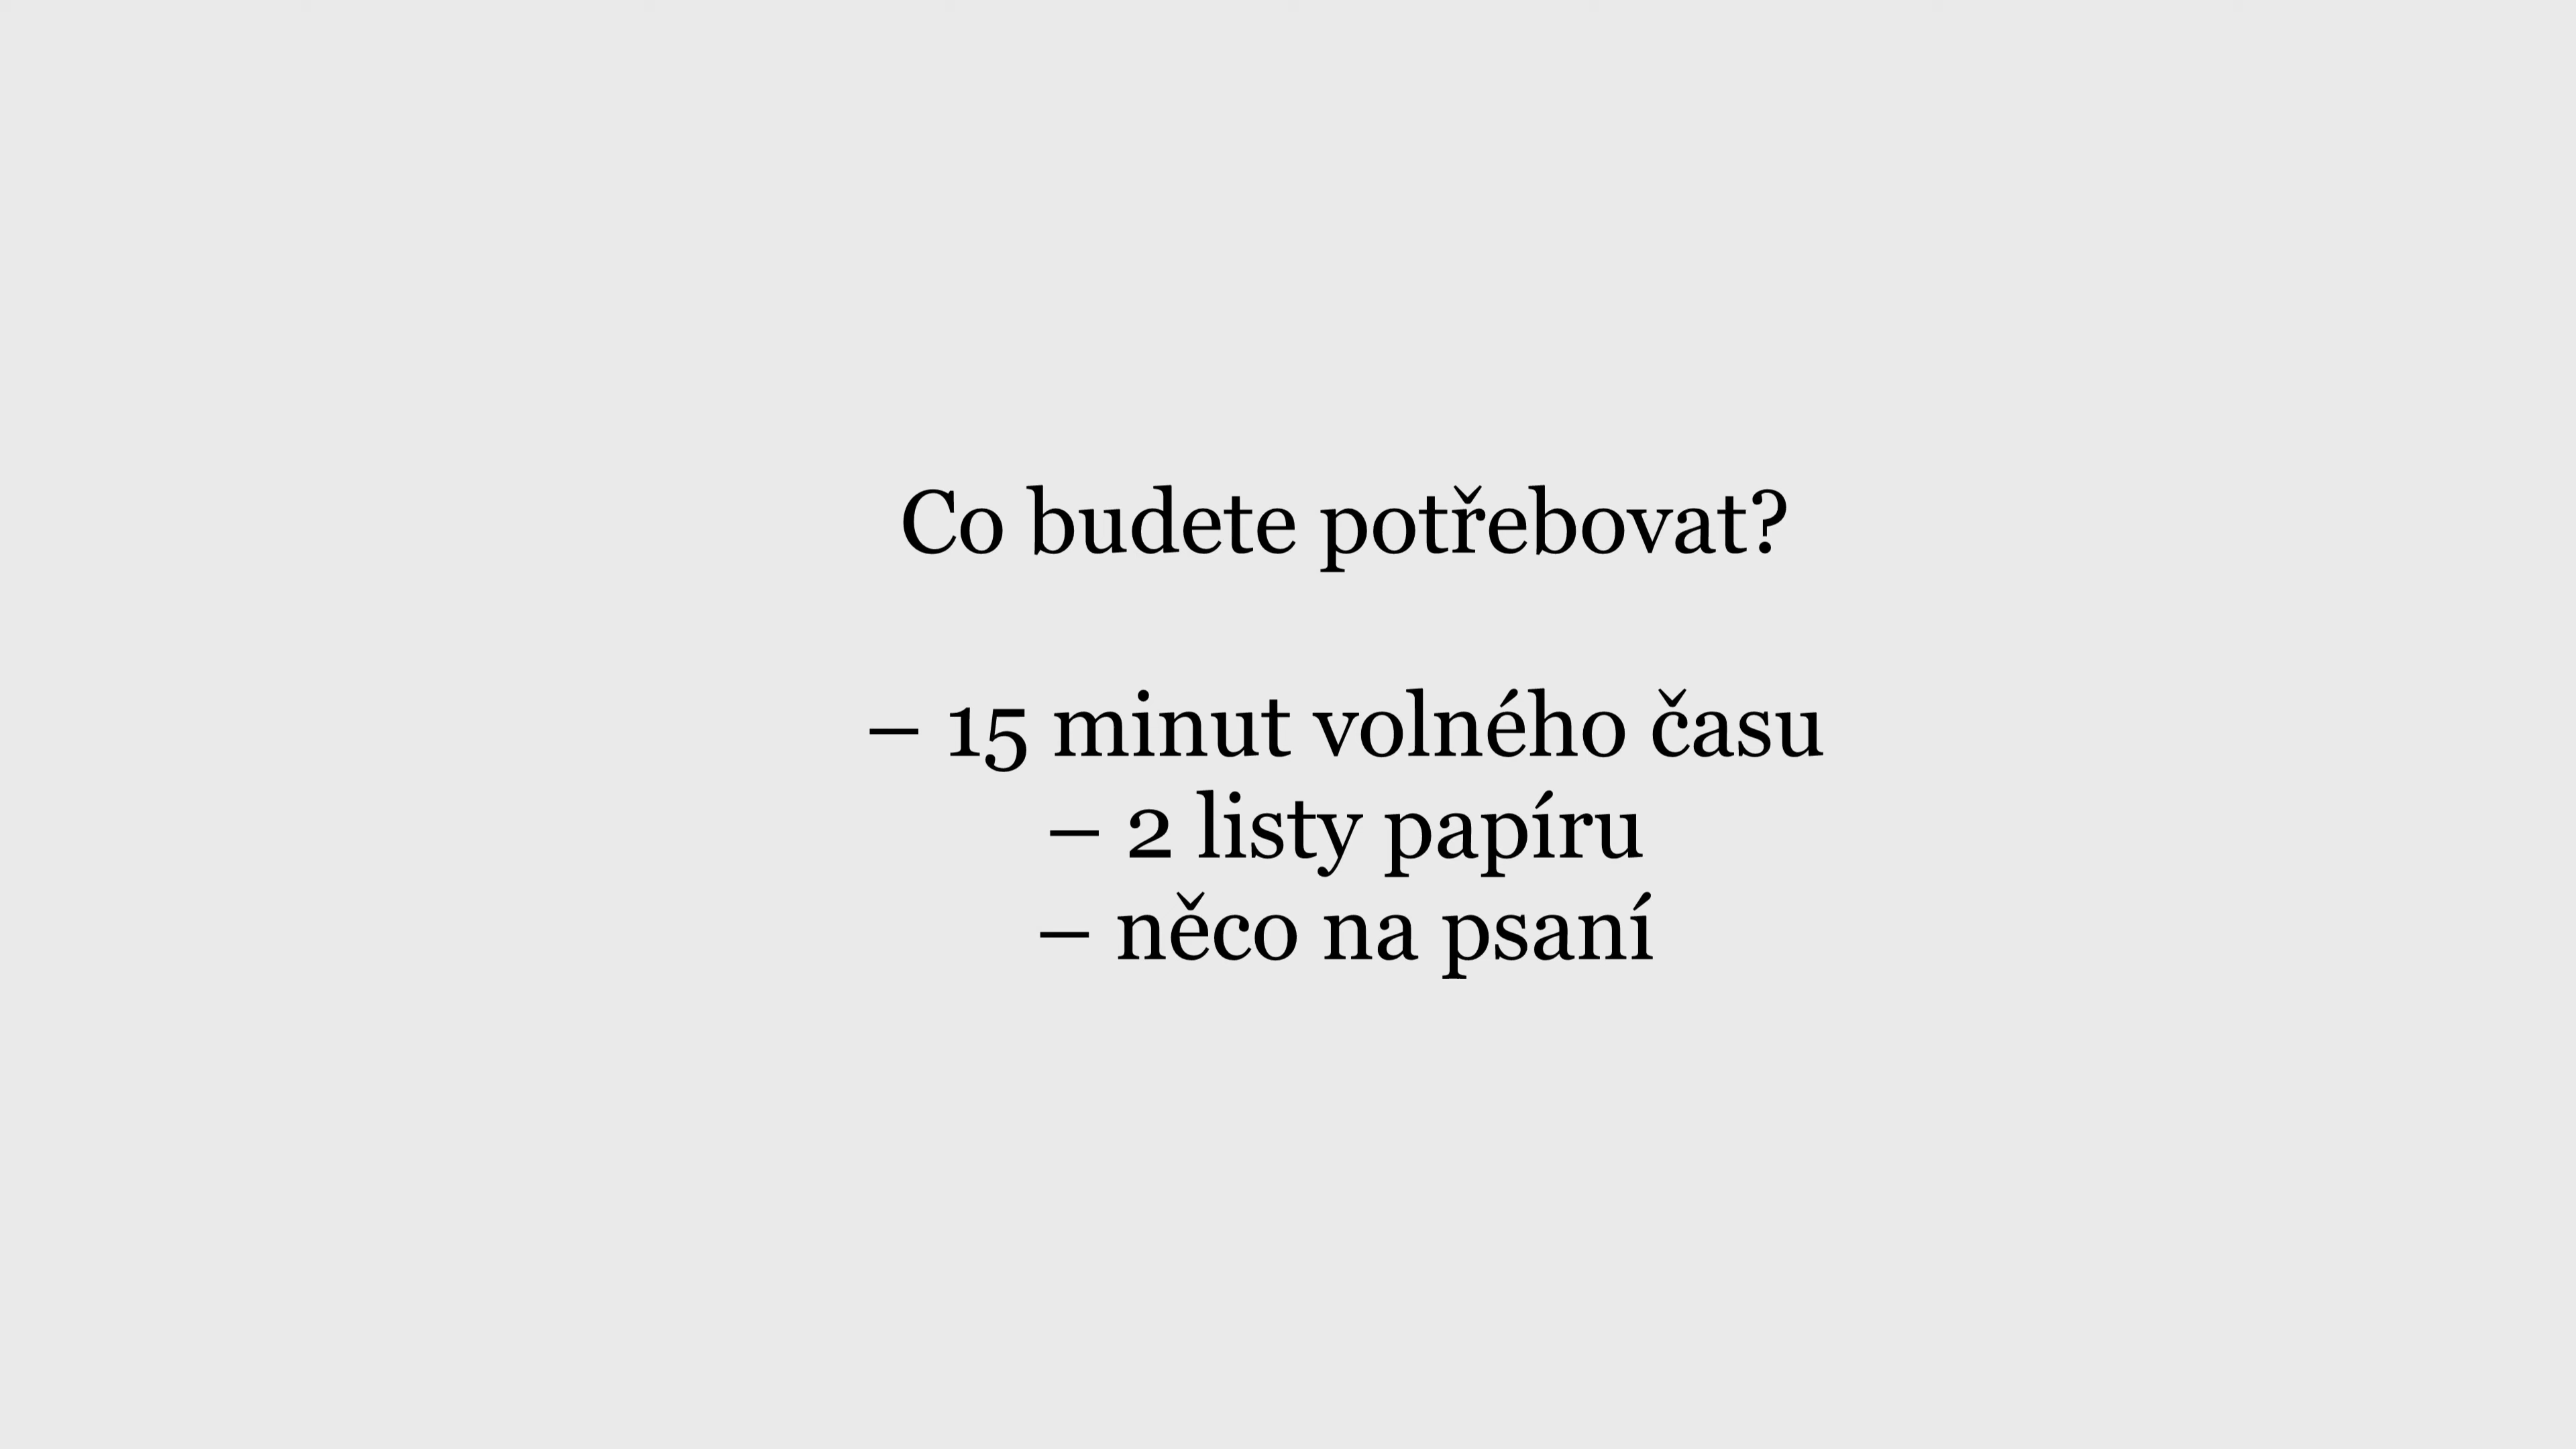 Co budete potřebovat?
– 15 minut volného času
– 2 listy papíru
– něco na psaní